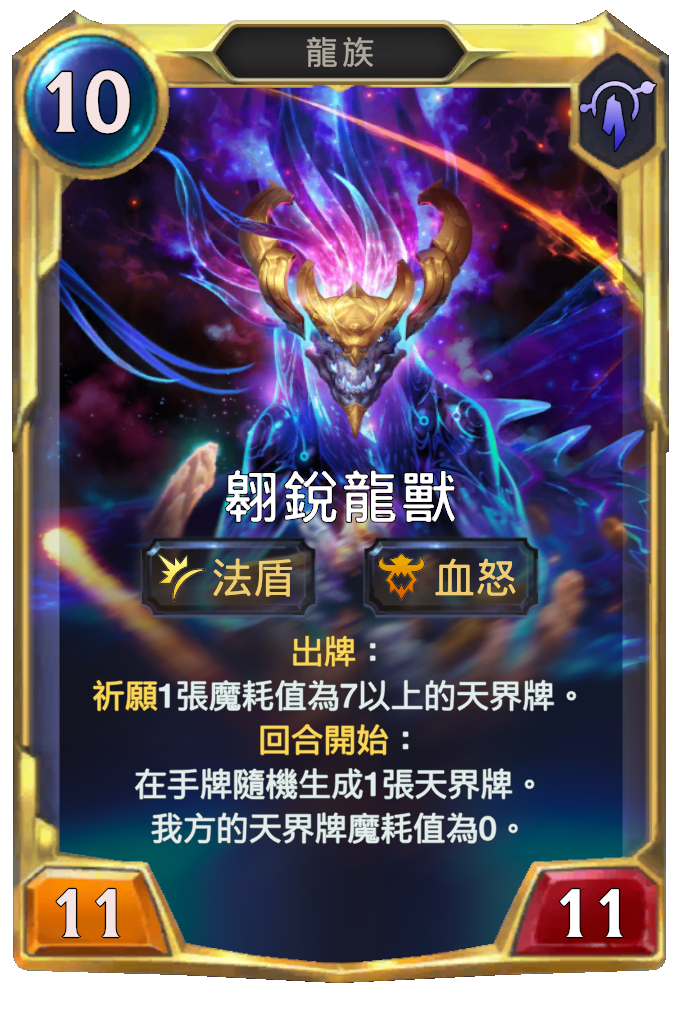 龍族
10
翱銳龍獸
法盾
血怒
出牌：
祈願1張魔耗值為7以上的天界牌。
回合開始：
在手牌隨機生成1張天界牌。
我方的天界牌魔耗值為0。
11
11